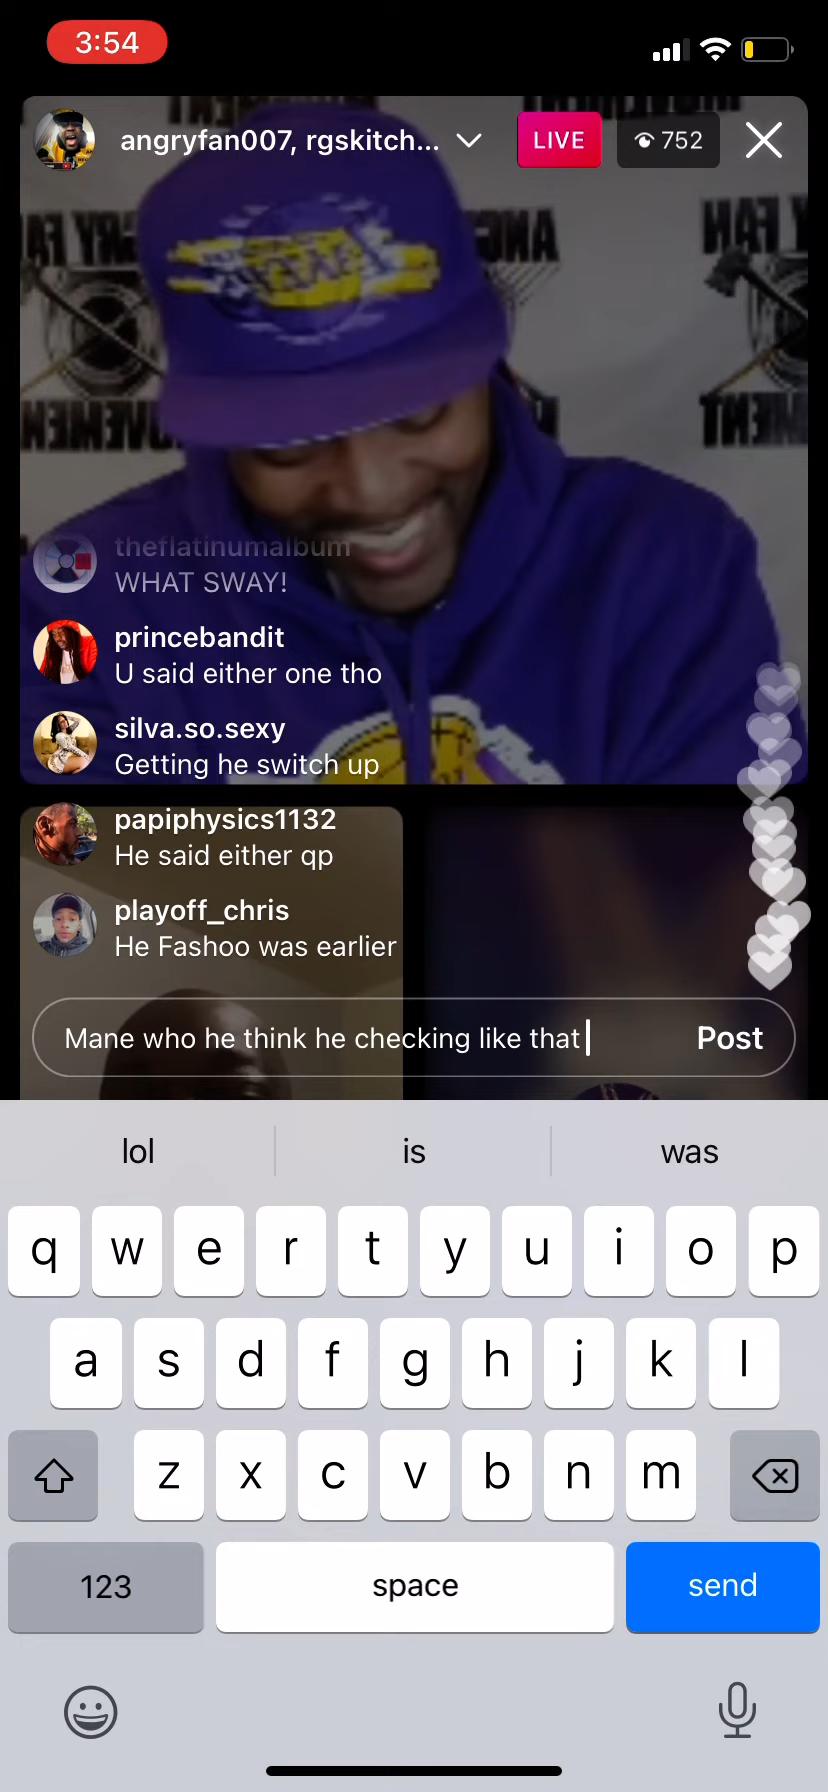 3:54
angryfan007, rgskitch...
LIVE
752
theflatinumalbum
WHAT SWAY!
princebandit
U said either one tho
silva.so.sexy
Getting he switch up
papiphysics1132
He said either qp
playoff_chris
He Fashoo was earlier
Mane who he think he checking like that
Post
lol is was
q w e r t y u i o p
a s d f g h j k l
z x c v b n m
123 space send